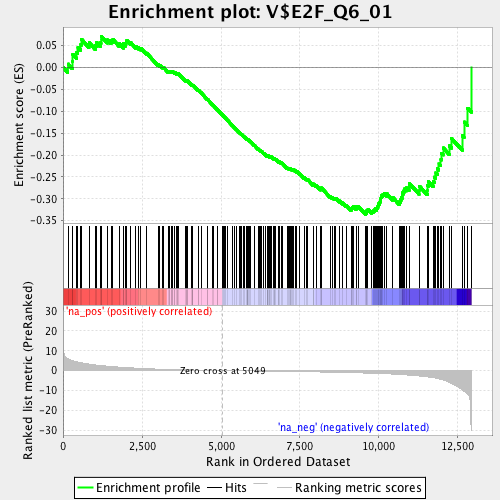 Enrichment plot: V$E2F_Q6_01
Enrichment score (ES)
0.05
0.00
-0.05
-0.10
-0.15
-0.20
-0.25
-0.30
-0.35
'na_pos' (positively correlated)
Ranked list metric (PreRanked)
30
20
10
0
-10
-20
-30
Zero cross at 5049
'na_neg' (negatively correlated)
0
2,500
5,000
7,500
10,000
12,500
Rank in Ordered Dataset
Enrichment profile
Hits
Ranking metric scores